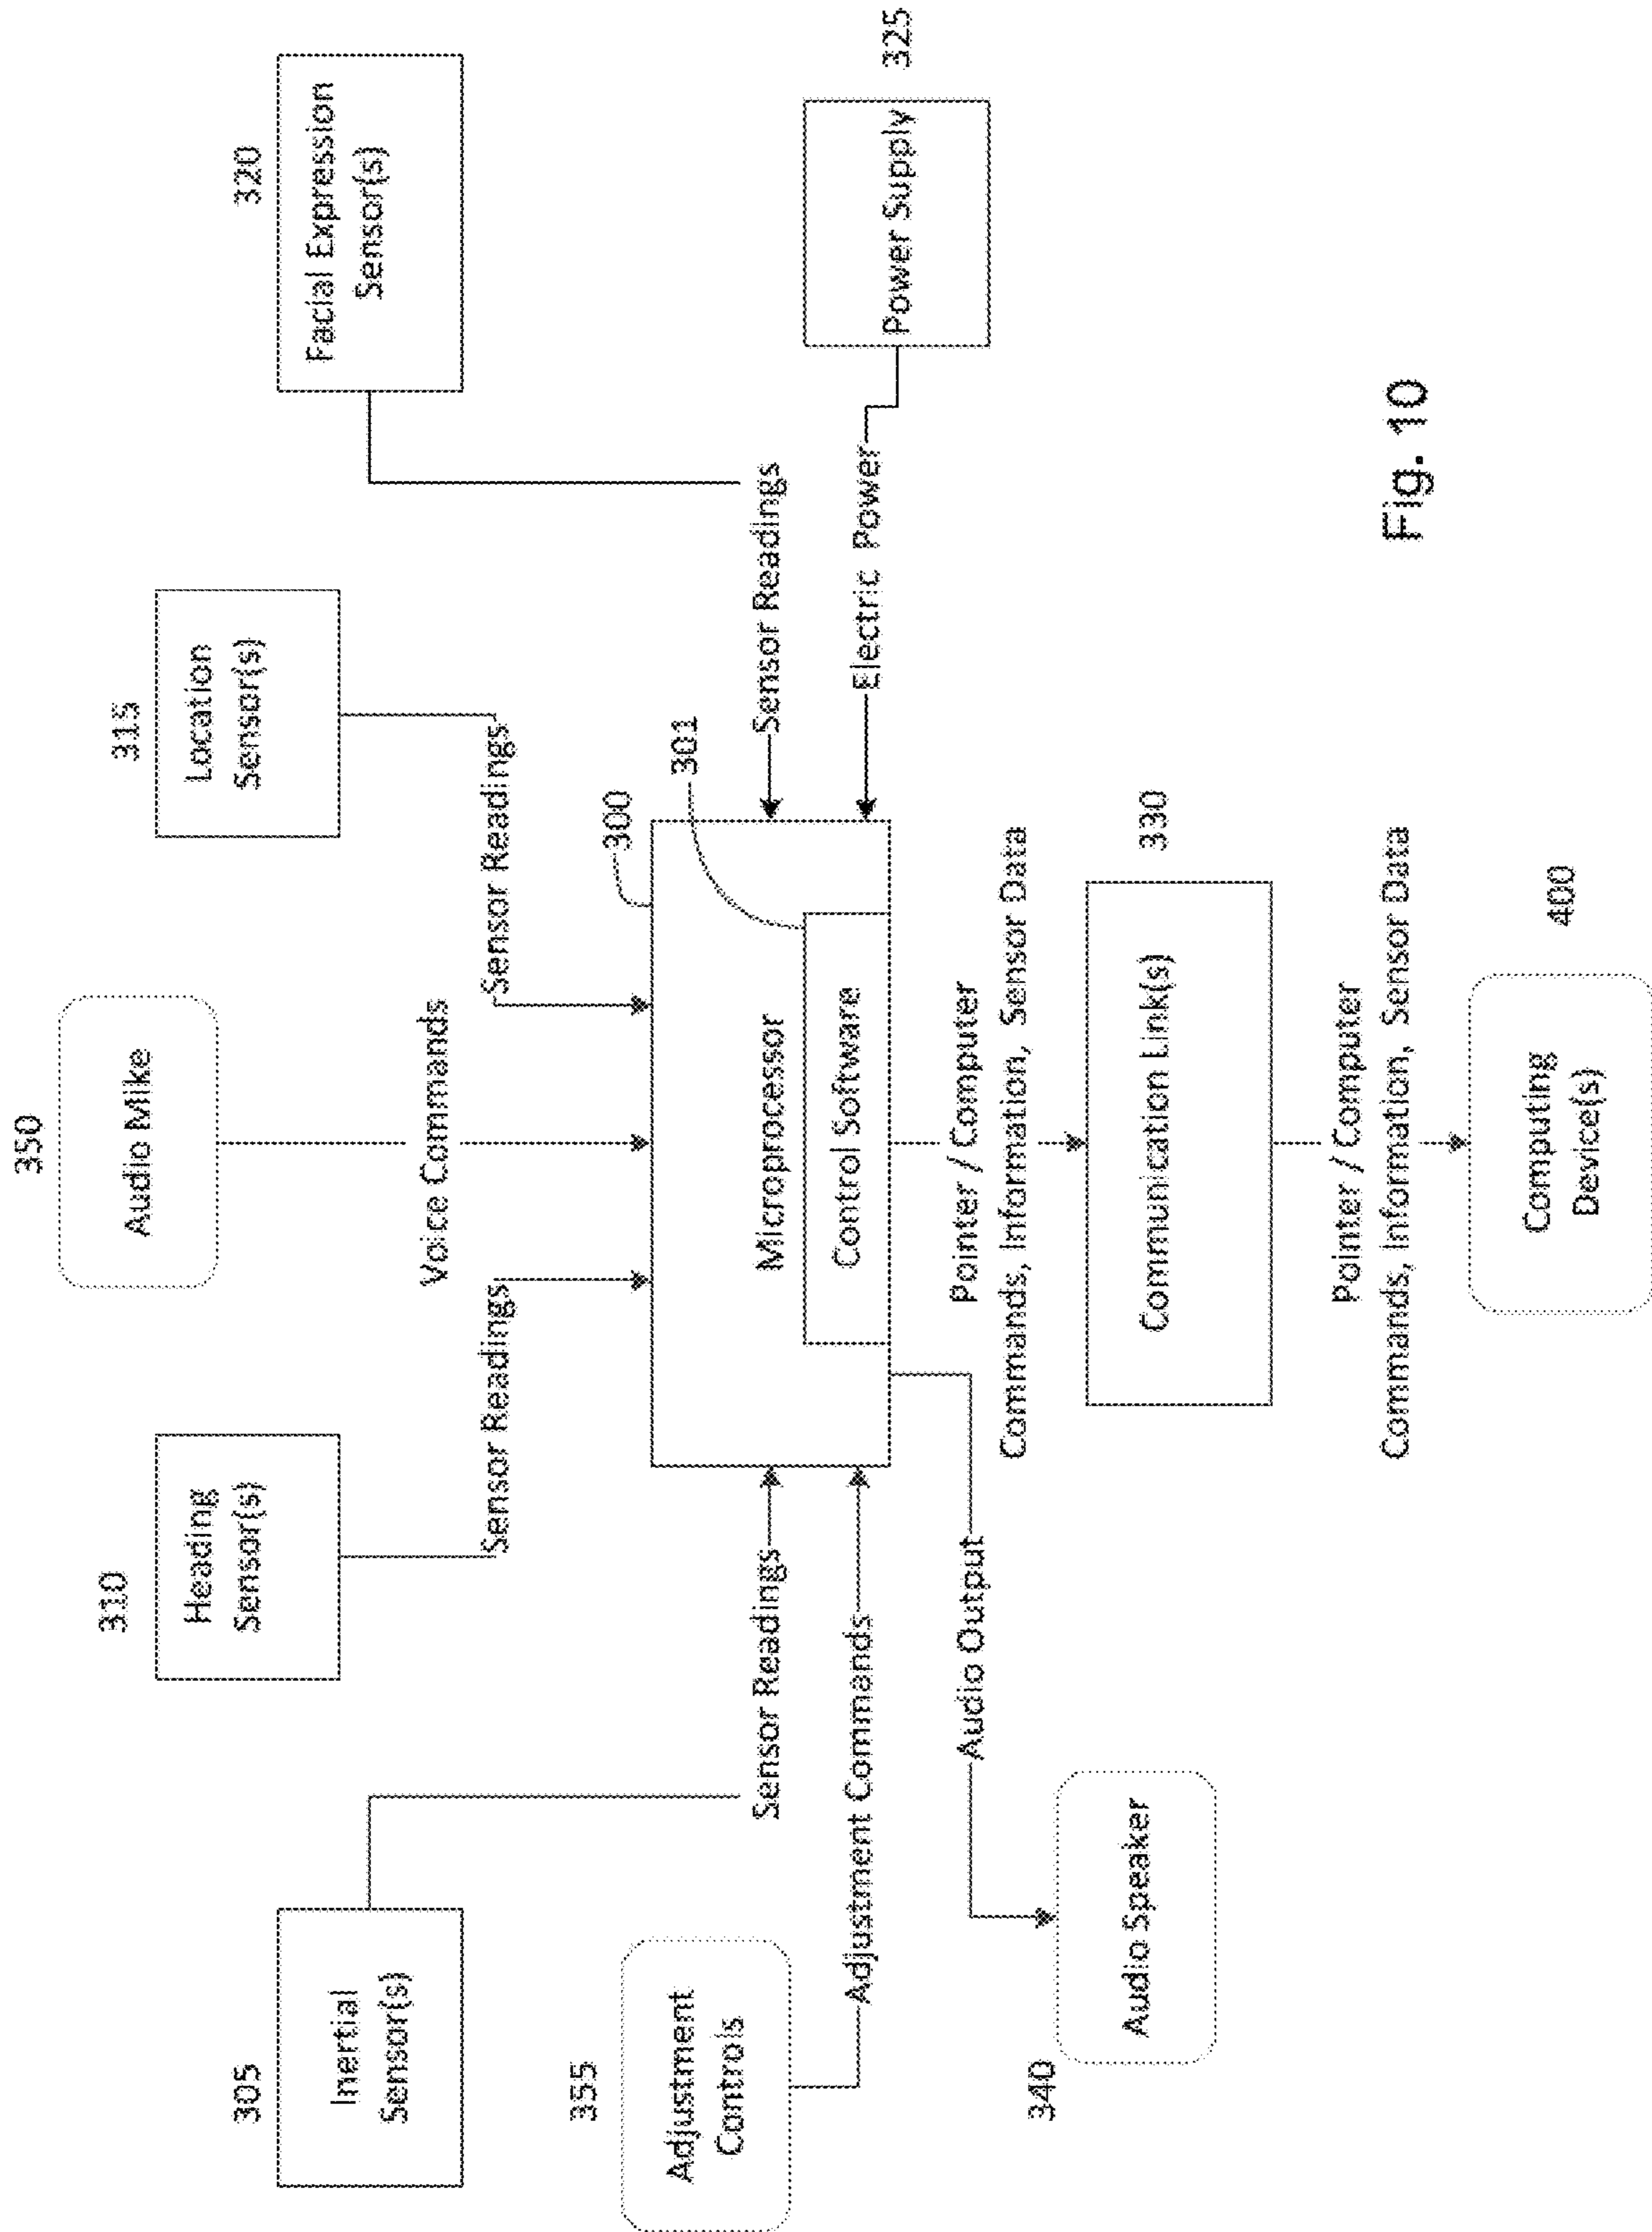 350
Audio Mike
Voice Commands
310
Heading
Sensor(s)
Sensor Readings
315
Location
Sensor(s)
Sensor Readings
305
Inertial
Sensor(s)
Sensor Readings
320
Facial Expression
Sensor(s)
Sensor Readings
355
Adjustment
Controls
Adjustment Commands
300
301
Microprocessor
Control Software
Electric Power
Power Supply
325
Audio Output
340
Audio Speaker
Pointer / Computer
Commands, Information, Sensor Data
330
Communication Link(s)
Pointer / Computer
Commands, Information, Sensor Data
400
Computing
Device(s)
Fig. 10